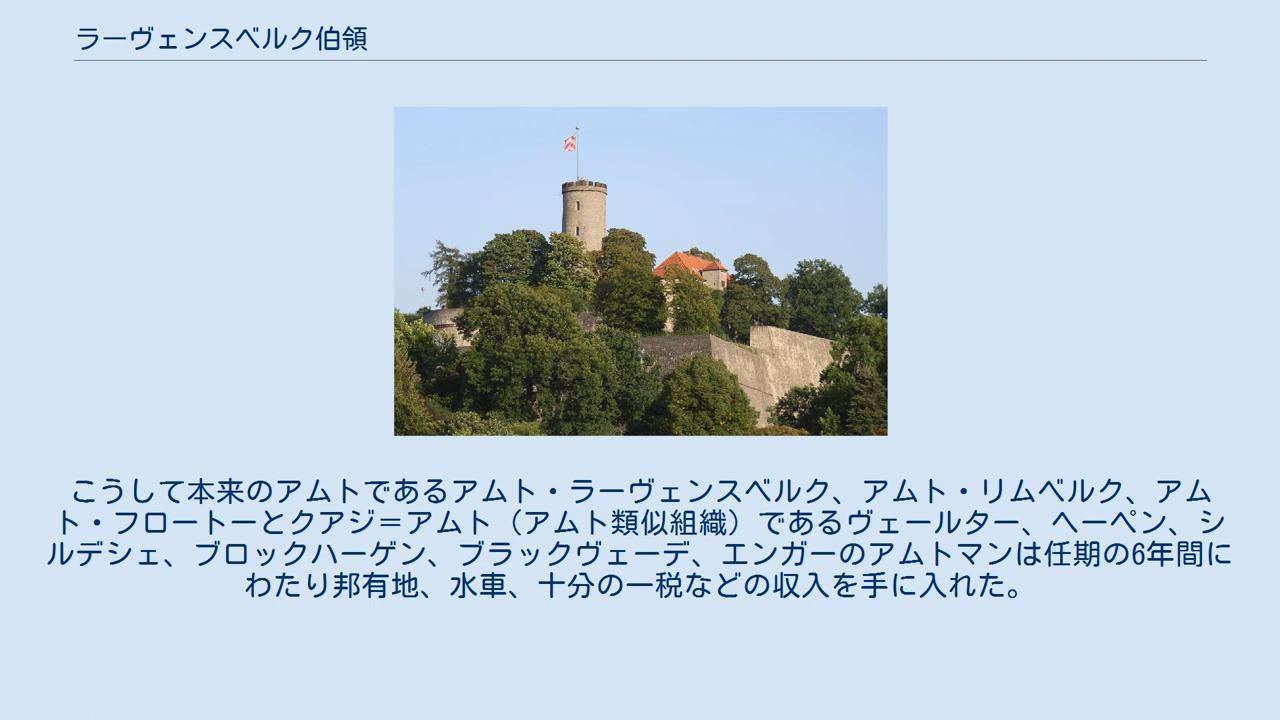 ラーヴェンスベルク伯領
こうして本来のアムトであるアムト・ラーヴェンスベルク、アムト・リムベルク、アム
ト・フロートーとクアジ＝アムト（アムト類似組織）であるヴェールター、ヘーペン、シ
ルデシェ、ブロックハーゲン、ブラックヴェーデ、エンガーのアムトマンは任期の6年間に
わたり邦有地、水車、十分の一税などの収入を手に入れた。